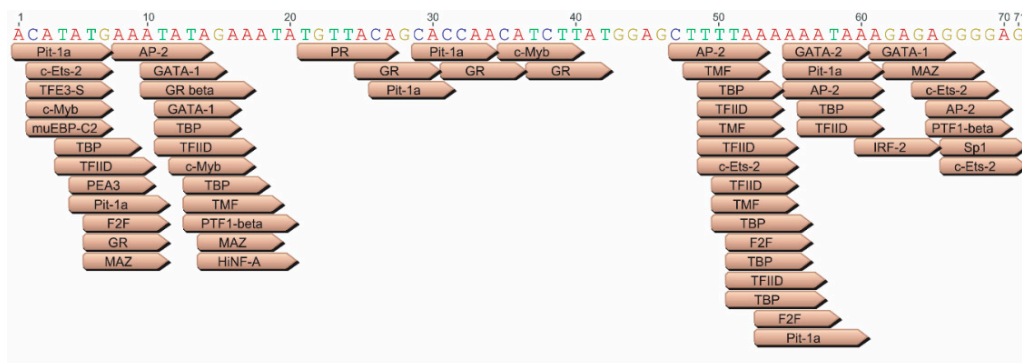 1 10 20 30 40 50 60 70 71
ACATATGAAATATAGAAATATGTTACAGCACCAACATCTTATGGAGCTTTTAAAAAATAAAGAGAGGGGAG
Pit-1a AP-2 PR Pit-1a c-Myb AP-2 GATA-2 GATA-1
c-Ets-2 GATA-1 GR GR GR TMF Pit-1a MAZ
TFE3-S GR beta Pit-1a TBP AP-2 c-Ets-2
c-Myb GATA-1 TFIID TBP AP-2
muEBP-C2 TBP TMF TFIID PTF1-beta
TBP TFIID TFIID IRF-2 Sp1
TFIID c-Myb c-Ets-2 c-Ets-2
PEA3 TBP TFIID
Pit-1a TMF TMF
F2F PTF1-beta TBP
GR MAZ F2F
MAZ HiNF-A TBP
TFIID
TBP
F2F
Pit-1a